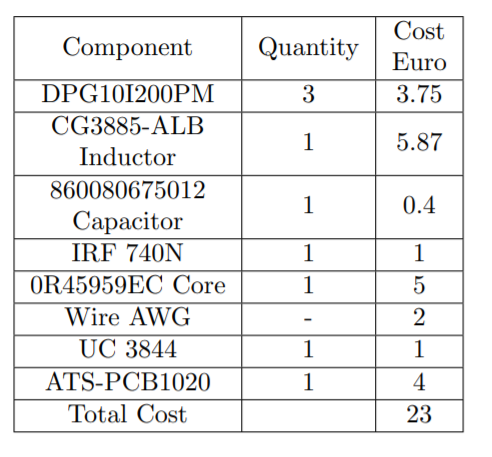 Component Quantity Cost Euro
DPG10I200PM 3 3.75
CG3885-ALB Inductor 1 5.87
860080675012 Capacitor 1 0.4
IRF 740N 1 1
0R45959EC Core 1 5
Wire AWG - 2
UC 3844 1 1
ATS-PCB1020 1 4
Total Cost 23